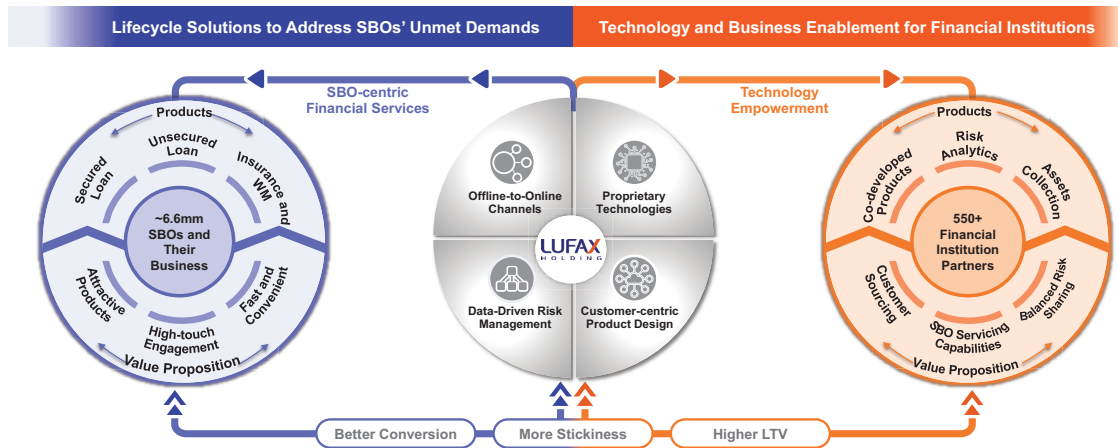 Lifecycle Solutions to Address SBOs' Unmet Demands
Technology and Business Enablement for Financial Institutions
SBO-centric
Financial Services
Technology
Empowerment
Products
Secured
Loan
Unsecured
Loan
Insurance and
WM
~6.6mm
SBOs and
Their
Business
Attractive
Products
High-touch
Engagement
Fast and
Convenient
Value Proposition
Offline-to-Online
Channels
Proprietary
Technologies
LUFAX
HOLDING
Data-Driven Risk
Management
Customer-centric
Product Design
Products
Co-developed
Products
Risk
Analytics
Assets
Collection
550+
Financial
Institution
Partners
Customer
Sourcing
SBO Servicing
Capabilities
Balanced Risk
Sharing
Value Proposition
Better Conversion
More Stickiness
Higher LTV